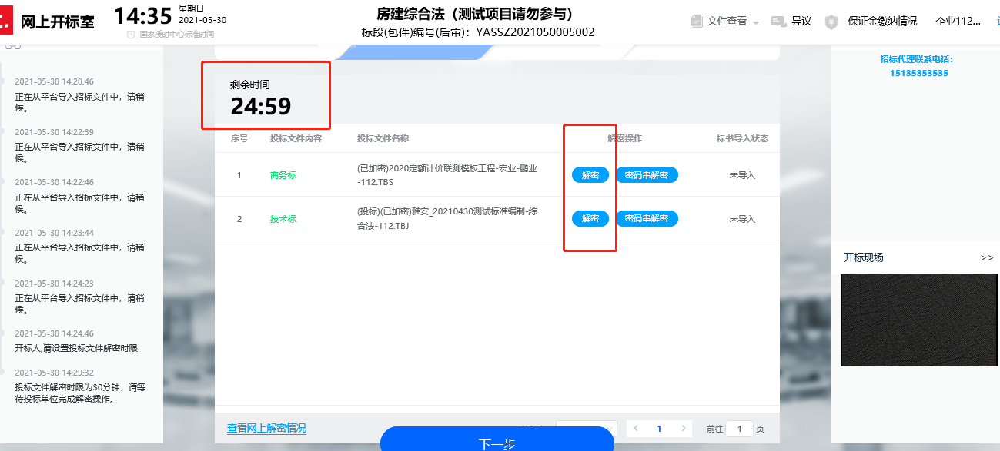 网上开标室
14:35
星期日
2021-05-30
国家授时中心标准时间
房建综合法（测试项目请勿参与）
标段(包件)编号(后审)：YASSZ2021050005002
文件查看
异议
保证金缴纳情况
企业112...
2021-05-30 14:20:46
正在从平台导入招标文件中，请稍
候。
2021-05-30 14:22:39
正在从平台导入招标文件中，请稍
候。
2021-05-30 14:22:46
正在从平台导入招标文件中，请稍
候。
2021-05-30 14:23:44
正在从平台导入招标文件中，请稍
候。
2021-05-30 14:24:23
正在从平台导入招标文件中，请稍
候。
2021-05-30 14:24:46
开标人,请设置投标文件解密时限
2021-05-30 14:29:32
投标文件解密时限为30分钟，请等
待投标单位完成解密操作。
剩余时间
24:59
序号 投标文件内容 投标文件名称 解密操作 标书导入状态
1 商务标 (已加密)2020定额计价联测模板工程-宏业-鹏业
-112.TBS
解密 密码串解密 未导入
2 技术标 (投标)(已加密)雅安_20210430测试标准编制-综
合法-112.TBJ
解密 密码串解密 未导入
查看网上解密情况
< 1 > 前往 1 页
下一步
招标代理联系电话：
15135353535
开标现场 >>